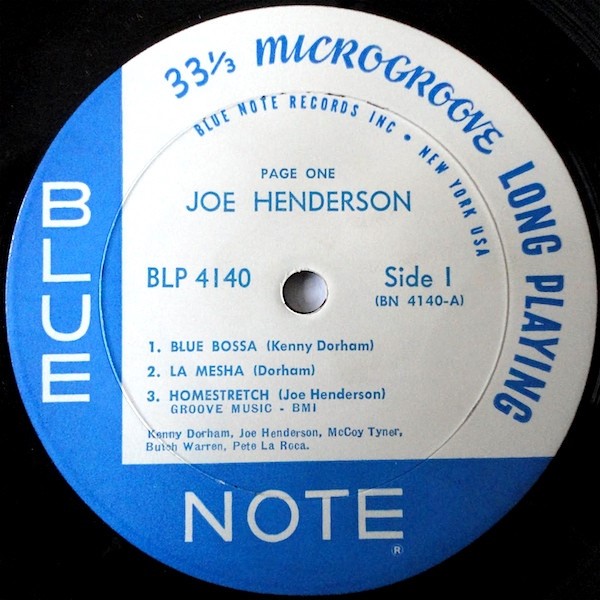 33⅓ MICROGROOVE LONG PLAYING
BLUE NOTE RECORDS INC • NEW YORK USA
PAGE ONE
JOE HENDERSON
BLP 4140
Side 1
(BN 4140-A)
1. BLUE BOSSA (Kenny Dorham)
2. LA MESHA (Dorham)
3. HOMESTRETCH (Joe Henderson)
GROOVE MUSIC - BMI
Kenny Dorham, Joe Henderson, McCoy Tyner,
Butch Warren, Pete La Roca.
BLUE
NOTE
®